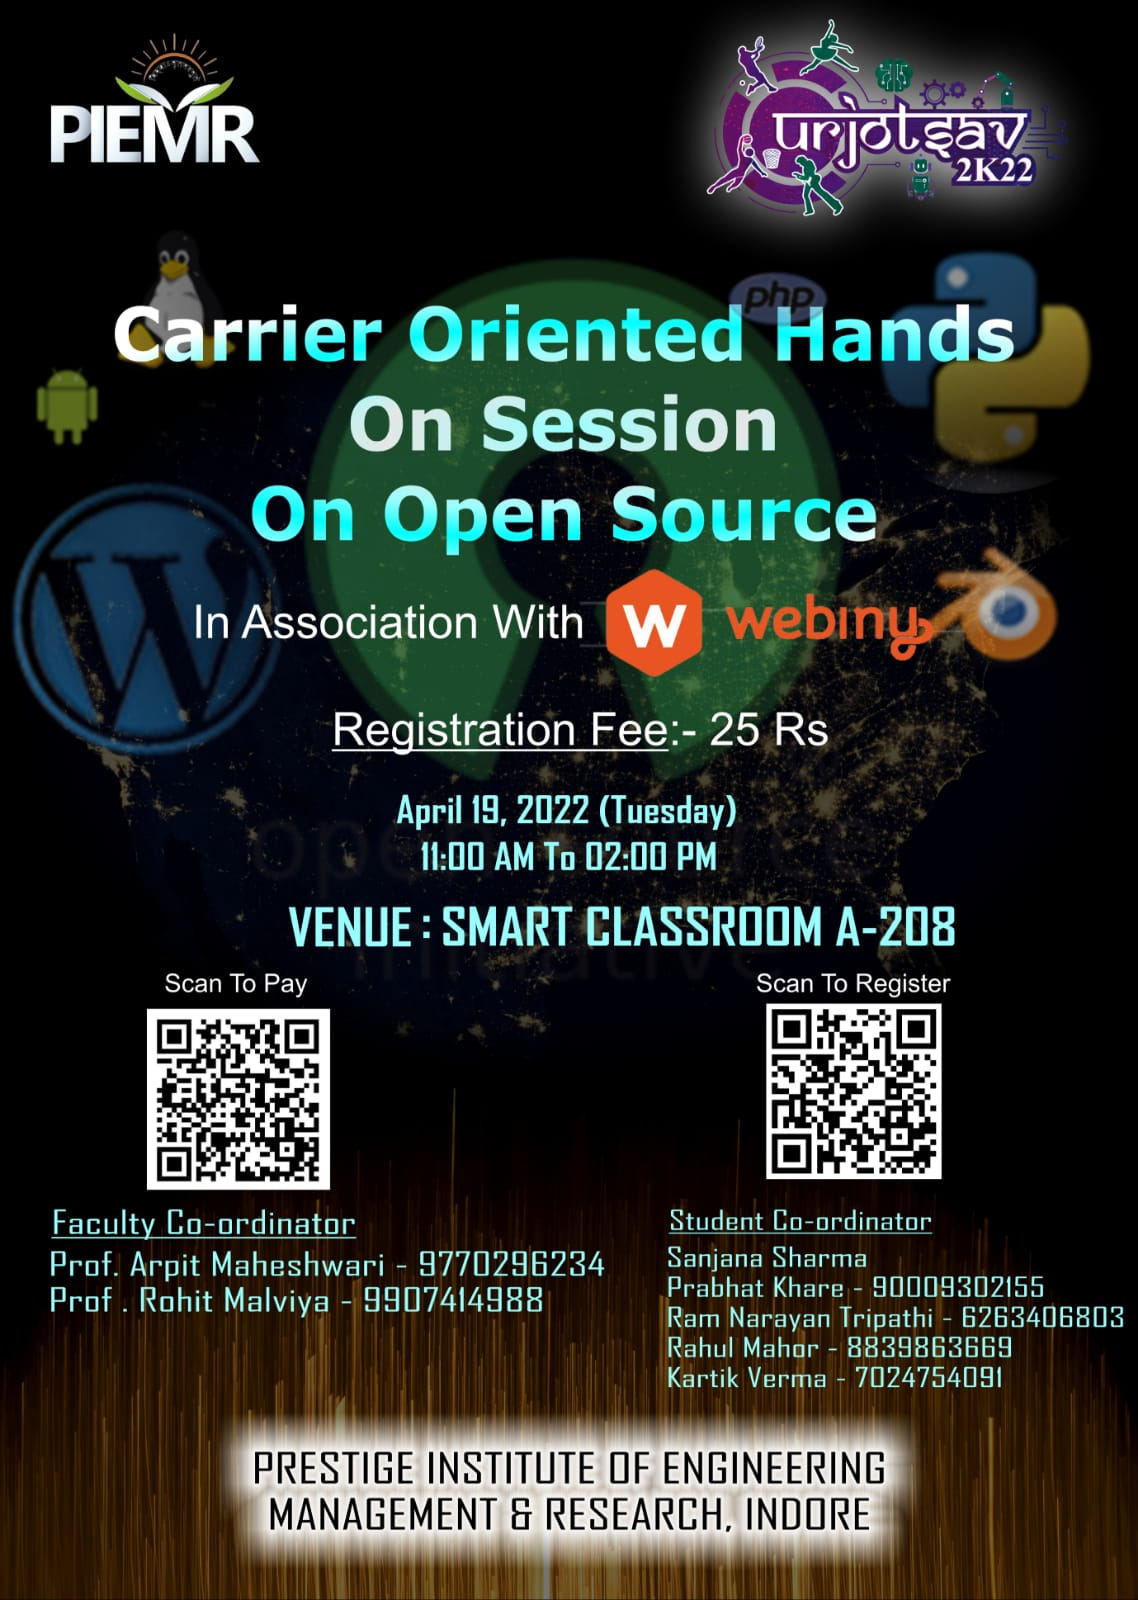 PIEMR
urjotsav
2K22
php
Carrier Oriented Hands
On Session
On Open Source
In Association With W webiny
Registration Fee:- 25 Rs
April 19, 2022 (Tuesday)
11:00 AM To 02:00 PM
open source
initiative
VENUE : SMART CLASSROOM A-208
Scan To Pay
Scan To Register
Faculty Co-ordinator
Prof. Arpit Maheshwari - 9770296234
Prof . Rohit Malviya - 9907414988
Student Co-ordinator
Sanjana Sharma
Prabhat Khare - 90009302155
Ram Narayan Tripathi - 6263406803
Rahul Mahor - 8839863669
Kartik Verma - 7024754091
PRESTIGE INSTITUTE OF ENGINEERING
MANAGEMENT & RESEARCH, INDORE